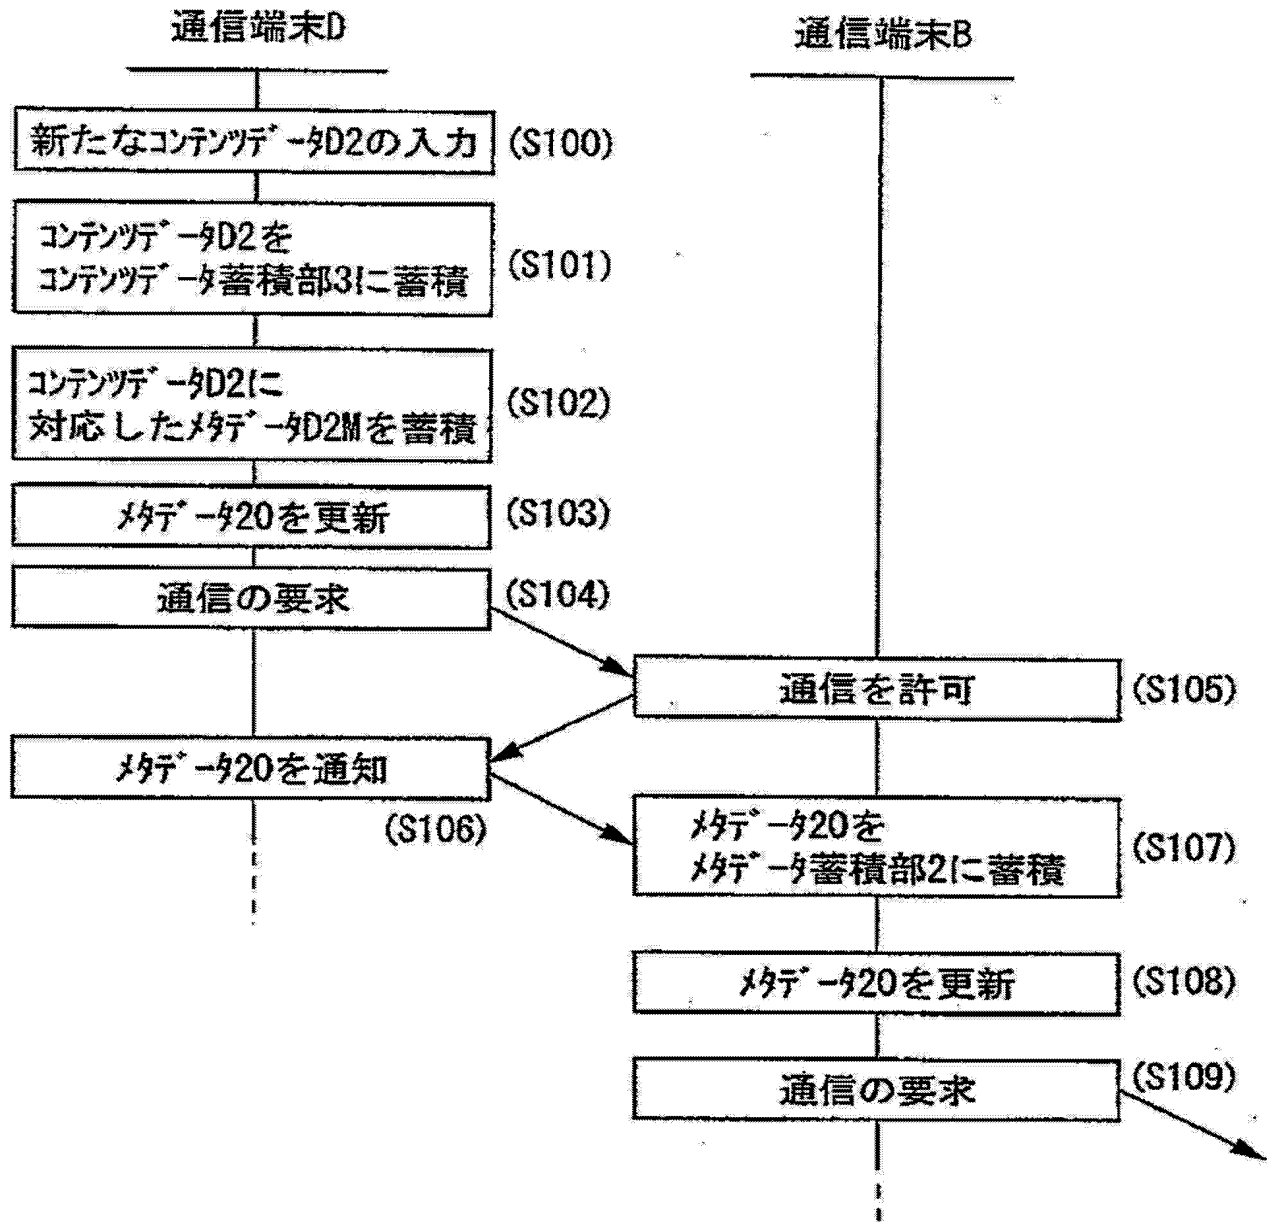 通信端末D
通信端末B
新たなｺﾝﾃﾝﾂﾃﾞｰﾀD2の入力 (S100)
ｺﾝﾃﾝﾂﾃﾞｰﾀD2を
ｺﾝﾃﾝﾂﾃﾞｰﾀ蓄積部3に蓄積
(S101)
ｺﾝﾃﾝﾂﾃﾞｰﾀD2に
対応したﾒﾀﾃﾞｰﾀD2Mを蓄積
(S102)
ﾒﾀﾃﾞｰﾀ20を更新 (S103)
通信の要求 (S104)
通信を許可 (S105)
ﾒﾀﾃﾞｰﾀ20を通知
(S106)
ﾒﾀﾃﾞｰﾀ20を
ﾒﾀﾃﾞｰﾀ蓄積部2に蓄積
(S107)
ﾒﾀﾃﾞｰﾀ20を更新 (S108)
通信の要求 (S109)